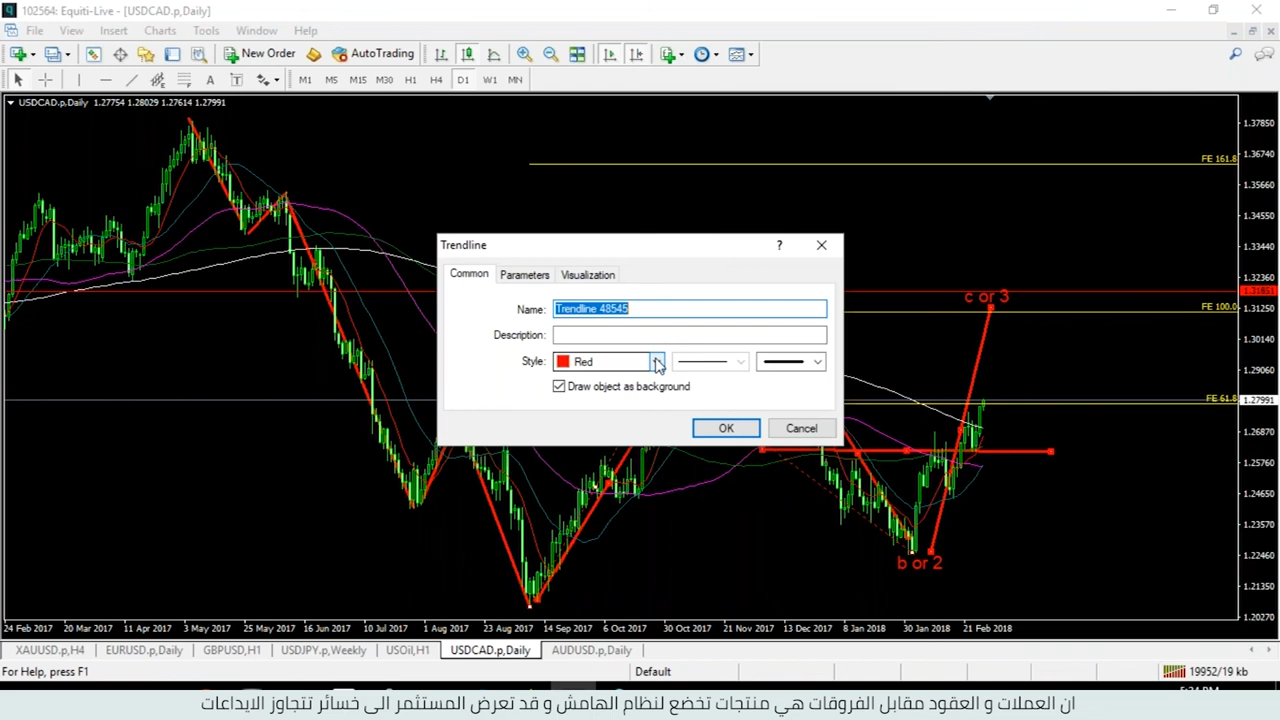 102564: Equiti-Live - [USDCAD.p,Daily]
File View Insert Charts Tools Window Help
New Order AutoTrading
A T M1 M5 M15 M30 H1 H4 D1 W1 MN
USDCAD.p,Daily 1.27754 1.28029 1.27614 1.27991
1.37850
1.36740
FE 161.8
1.35660
1.34550
1.33440
1.32360
1.31851
1.31250
FE 100.0
1.29060
1.27991
FE 61.8
1.26870
1.25760
1.24650
1.23570
1.22460
1.21350
1.20270
c or 3
b or 2
Trendline
Common Parameters Visualization
Name: Trendline 48545
Description:
Style: Red
Draw object as background
OK Cancel
24 Feb 2017 20 Mar 2017 11 Apr 2017 3 May 2017 25 May 2017 16 Jun 2017 10 Jul 2017 1 Aug 2017 23 Aug 2017 14 Sep 2017 6 Oct 2017 30 Oct 2017 21 Nov 2017 13 Dec 2017 8 Jan 2018 30 Jan 2018 21 Feb 2018
XAUUSD.p,H4 EURUSD.p,Daily GBPUSD,H1 USDJPY.p,Weekly USOil,H1 USDCAD.p,Daily AUDUSD.p,Daily
For Help, press F1 Default 19952/19 kb
ان العملات و العقود مقابل الفروقات هي منتجات تخضع لنظام الهامش و قد تعرض المستثمر الى خسائر تتجاوز الايداعات